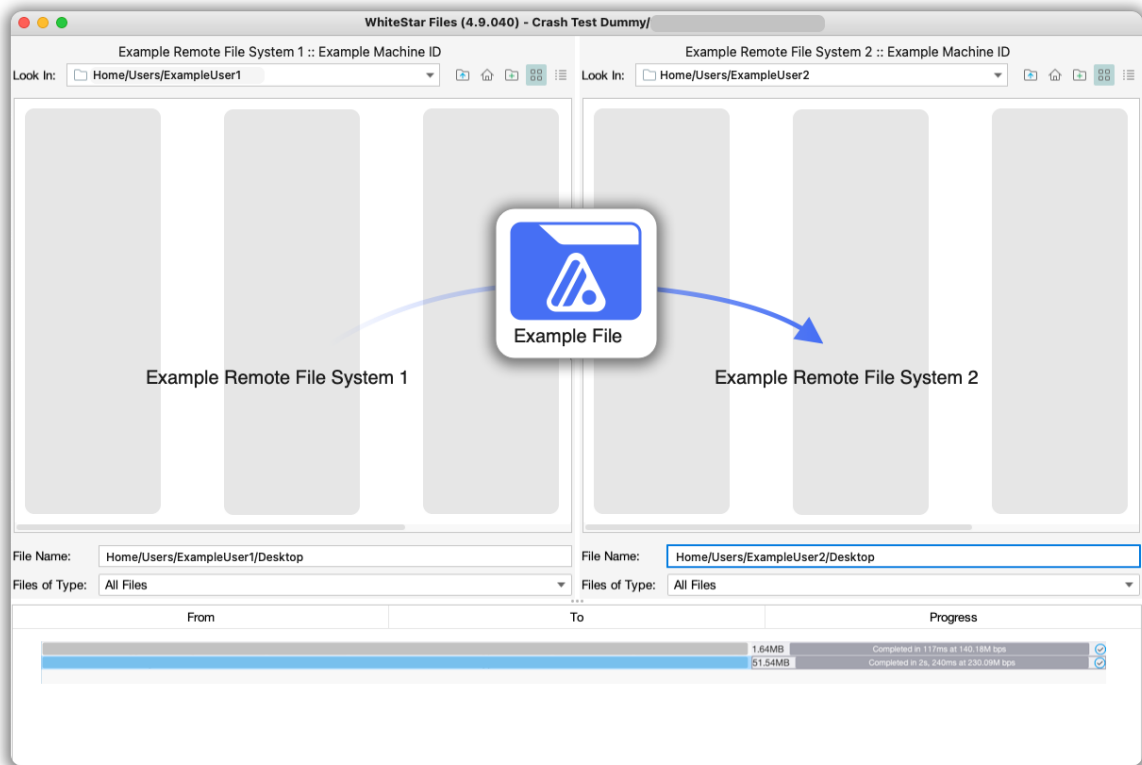 WhiteStar Files (4.9.040) - Crash Test Dummy/
Example Remote File System 1 :: Example Machine ID
Look In: Home/Users/ExampleUser1
Example Remote File System 1
File Name: Home/Users/ExampleUser1/Desktop
Files of Type: All Files
Example File
Example Remote File System 2 :: Example Machine ID
Look In: Home/Users/ExampleUser2
Example Remote File System 2
File Name: Home/Users/ExampleUser2/Desktop
Files of Type: All Files
From To Progress
1.64MB Completed in 117ms at 140.18M bps
51.54MB Completed in 2s, 240ms at 230.09M bps